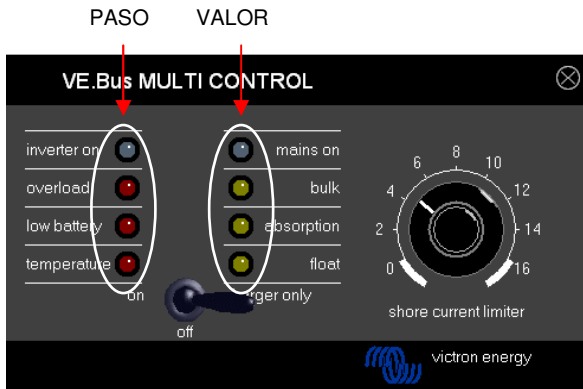 PASO VALOR
VE.Bus MULTI CONTROL
inverter on
overload
low battery
temperature
on
off
mains on
bulk
absorption
float
rger only
0 2 4 6 8 10 12 14 16
shore current limiter
victron energy